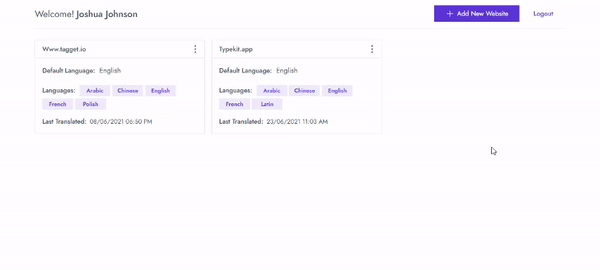 Welcome! Joshua Johnson
+ Add New Website
Logout
Www.tagget.io
Default Language: English
Languages: Arabic Chinese English
French Polish
Last Translated: 08/06/2021 06:50 PM
Typekit.app
Default Language: English
Languages: Arabic Chinese English
French Latin
Last Translated: 23/06/2021 11:03 AM